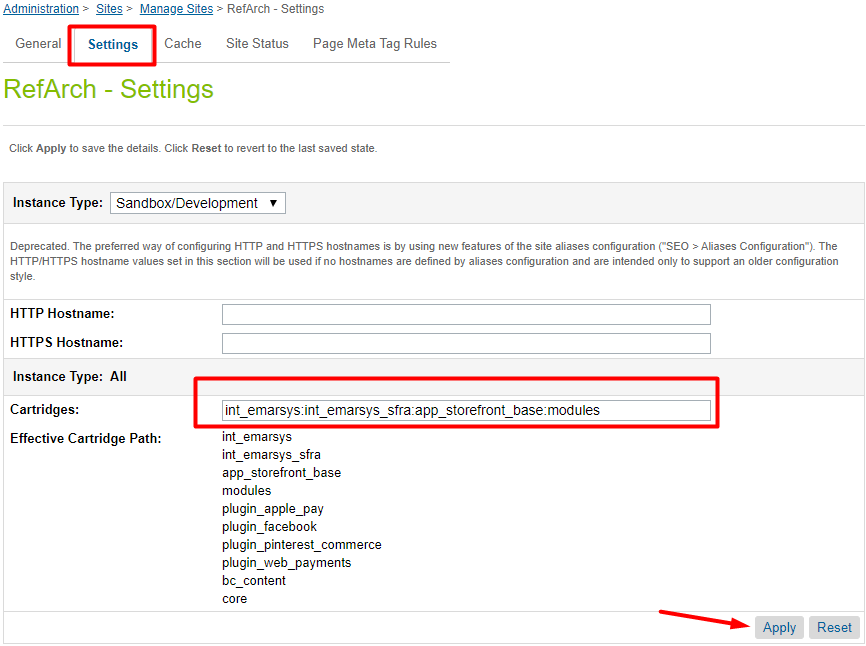 Administration > Sites > Manage Sites > RefArch - Settings
General Settings Cache Site Status Page Meta Tag Rules
RefArch - Settings
Click Apply to save the details. Click Reset to revert to the last saved state.
Instance Type: Sandbox/Development ▼
Deprecated. The preferred way of configuring HTTP and HTTPS hostnames is by using new features of the site aliases configuration ("SEO > Aliases Configuration"). The
HTTP/HTTPS hostname values set in this section will be used if no hostnames are defined by aliases configuration and are intended only to support an older configuration
style.
HTTP Hostname:
HTTPS Hostname:
Instance Type: All
Cartridges: int_emarsys:int_emarsys_sfra:app_storefront_base:modules
Effective Cartridge Path: int_emarsys
int_emarsys_sfra
app_storefront_base
modules
plugin_apple_pay
plugin_facebook
plugin_pinterest_commerce
plugin_web_payments
bc_content
core
Apply Reset